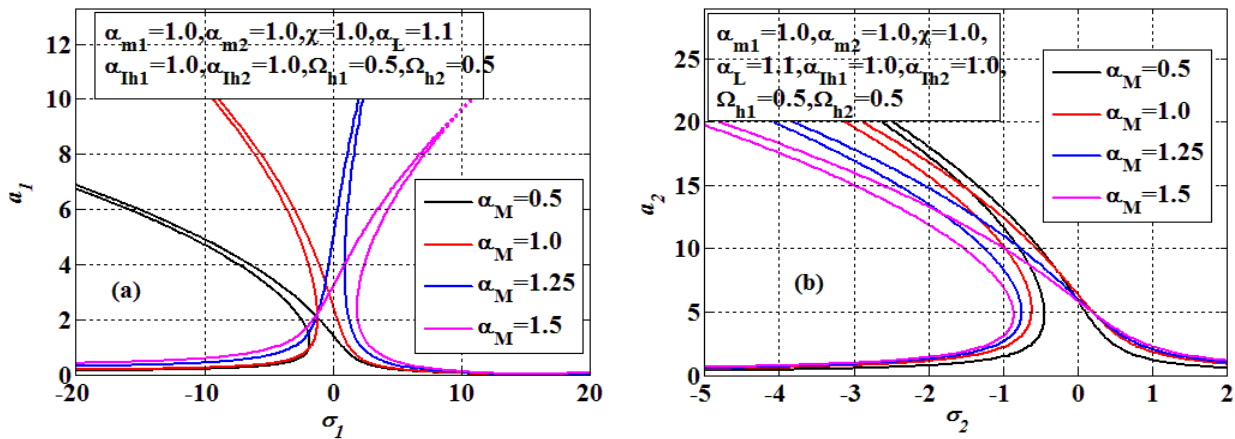 α_m1=1.0,α_m2=1.0,χ=1.0,α_L=1.1
α_Ih1=1.0,α_Ih2=1.0,Ω_h1=0.5,Ω_h2=0.5
12
10
8
6
4
2
0
a_1
(a)
α_M=0.5
α_M=1.0
α_M=1.25
α_M=1.5
-20 -10 0 10 20
σ_1
α_m1=1.0,α_m2=1.0,χ=1.0,
α_L=1.1,α_Ih1=1.0,α_Ih2=1.0,
Ω_h1=0.5,Ω_h2=0.5
25
20
15
10
5
0
a_2
(b)
α_M=0.5
α_M=1.0
α_M=1.25
α_M=1.5
-5 -4 -3 -2 -1 0 1 2
σ_2